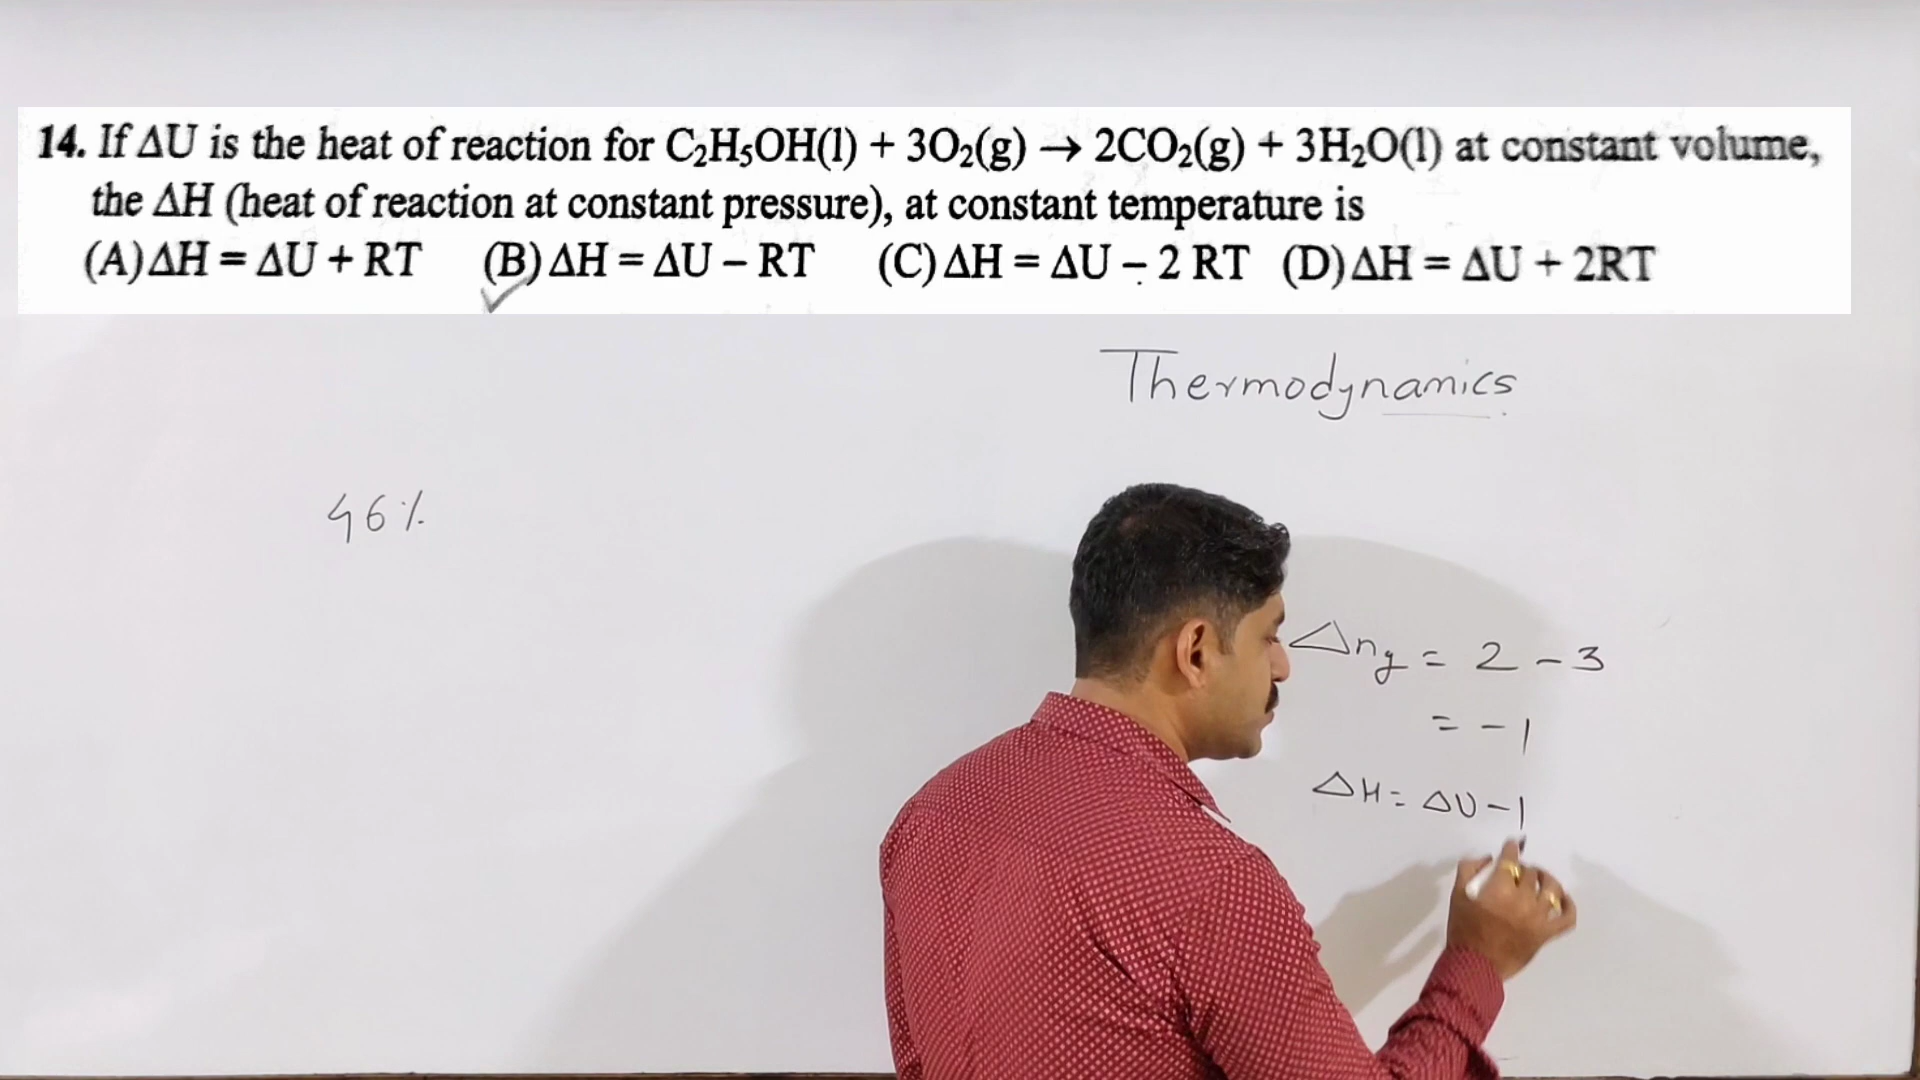 14. If ΔU is the heat of reaction for C₂H₅OH(l) + 3O₂(g) → 2CO₂(g) + 3H₂O(l) at constant volume,
the ΔH (heat of reaction at constant pressure), at constant temperature is
(A) ΔH = ΔU + RT (B) ΔH = ΔU – RT (C) ΔH = ΔU – 2 RT (D) ΔH = ΔU + 2RT
Thermodynamics
46%
Δng = 2 - 3
= -1
ΔH = ΔU - 1